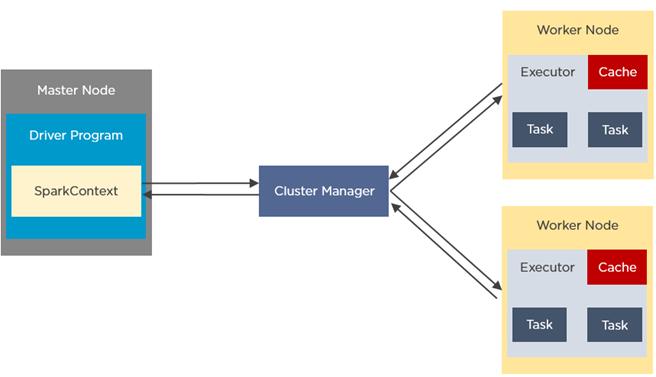 Master Node
Driver Program
SparkContext
Cluster Manager
Worker Node
Executor
Cache
Task
Task
Worker Node
Executor
Cache
Task
Task